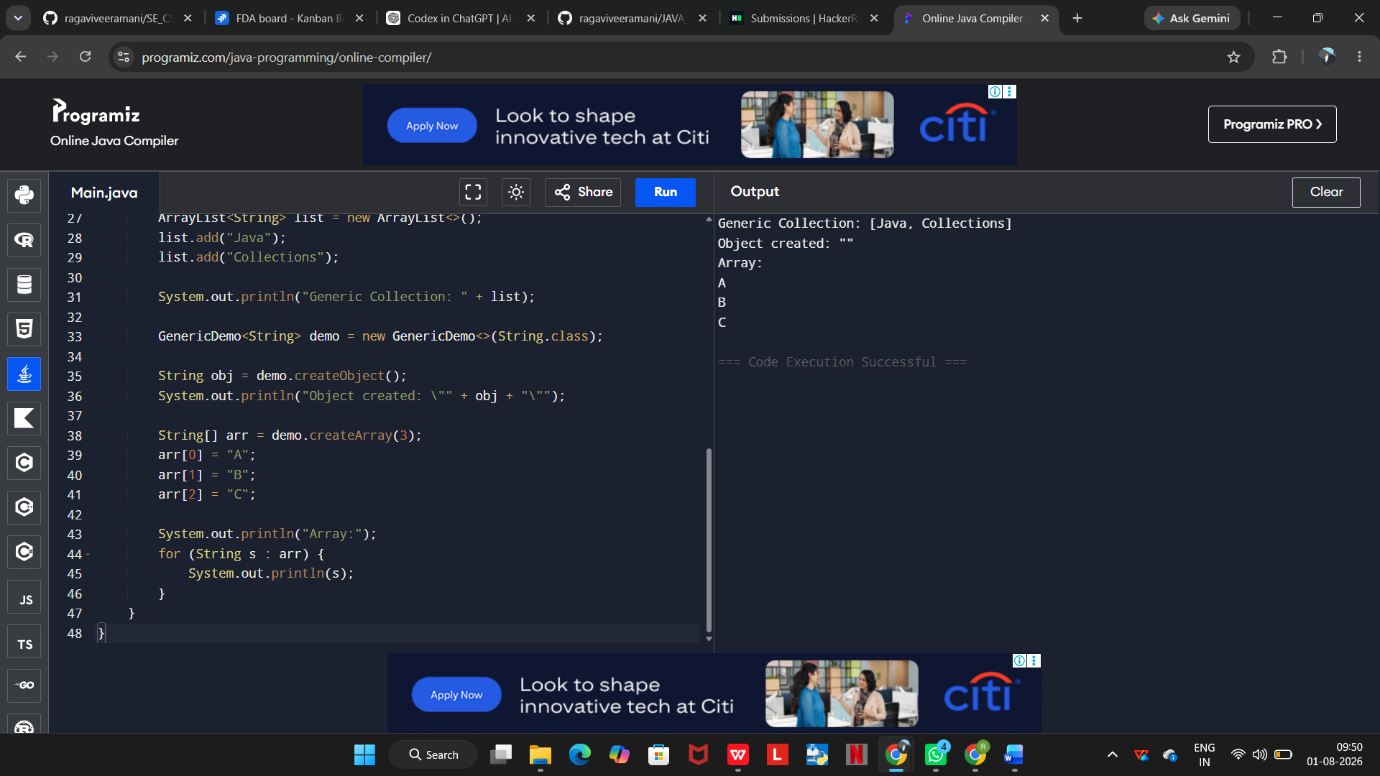 ragaviveeramani/SE_CS
FDA board - Kanban B
Codex in ChatGPT | AI
ragaviveeramani/JAVA_
Submissions | HackerR
Online Java Compiler
Ask Gemini
programiz.com/java-programming/online-compiler/
Programiz
Online Java Compiler
Apply Now
Look to shape
innovative tech at Citi
citi
Programiz PRO
Main.java
Share
Run
Output
Clear
27 ArrayList<String> list = new ArrayList<>();
28 list.add("Java");
29 list.add("Collections");
30
31 System.out.println("Generic Collection: " + list);
32
33 GenericDemo<String> demo = new GenericDemo<>(String.class);
34
35 String obj = demo.createObject();
36 System.out.println("Object created: \"" + obj + "\"");
37
38 String[] arr = demo.createArray(3);
39 arr[0] = "A";
40 arr[1] = "B";
41 arr[2] = "C";
42
43 System.out.println("Array:");
44 for (String s : arr) {
45 System.out.println(s);
46 }
47 }
48 }
Generic Collection: [Java, Collections]
Object created: ""
Array:
A
B
C
=== Code Execution Successful ===
JS
TS
GO
Apply Now
Look to shape
innovative tech at Citi
citi
Search
4
R
ENG
IN
09:50
01-08-2026